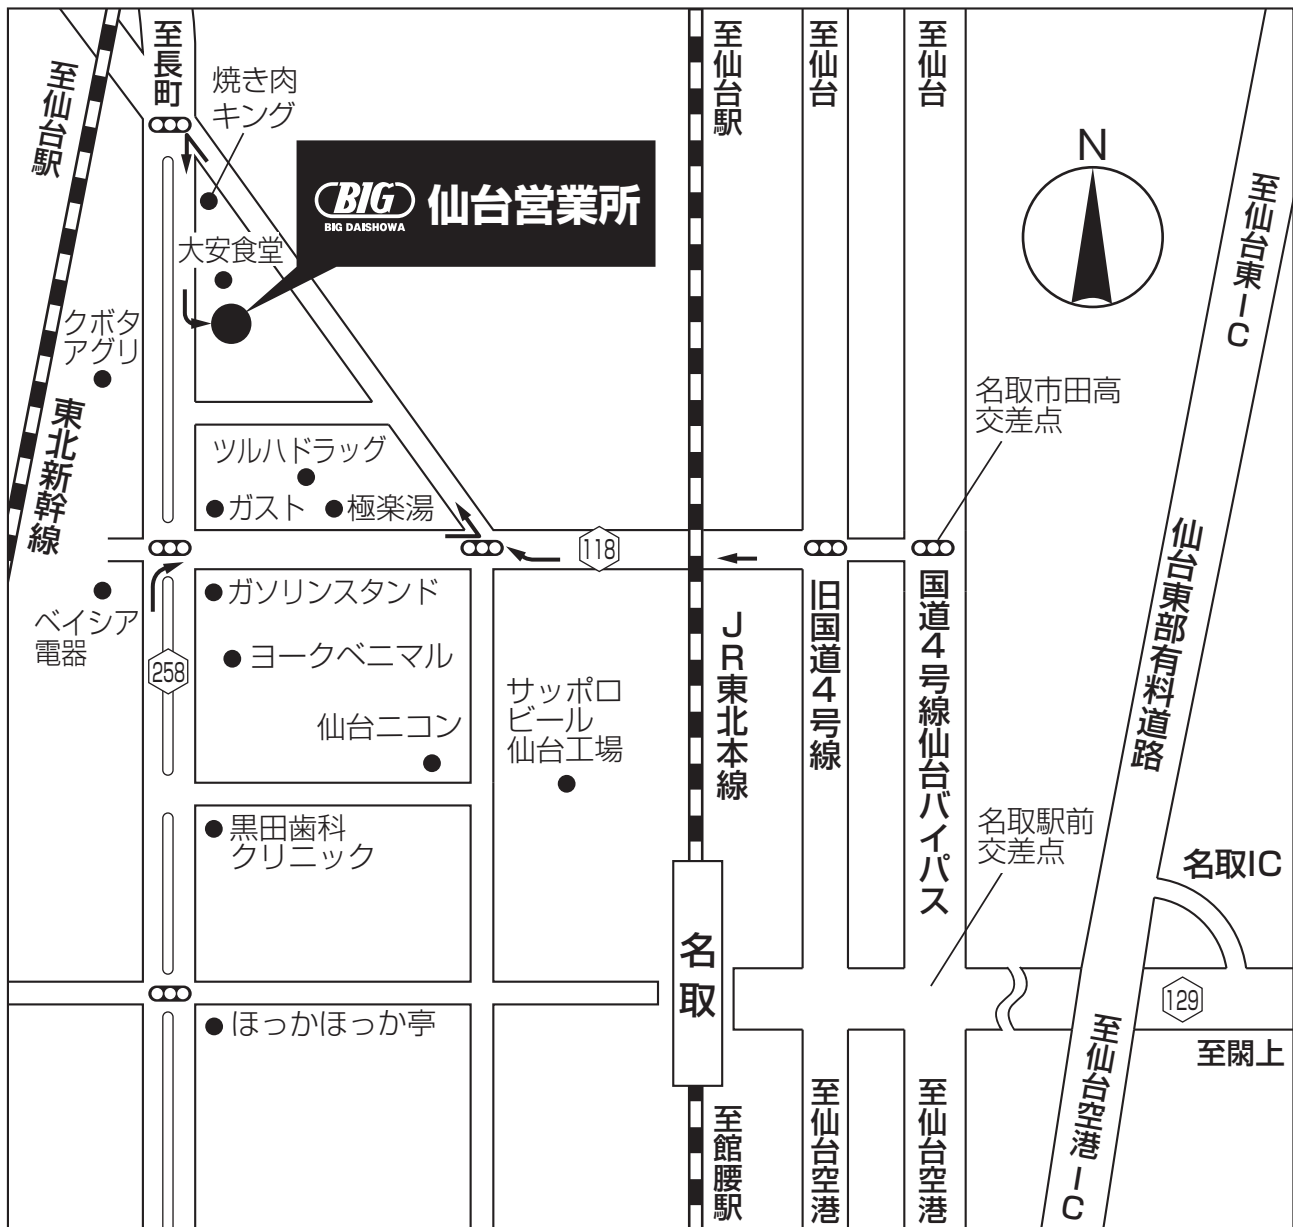 至長町
至仙台駅
至仙台
至仙台
至仙台駅
焼き肉
キング
N
BIG
BIG DAISHOWA
仙台営業所
至仙台東IC
大安食堂
クボタ
アグリ
名取市田高
交差点
東北新幹線
ツルハドラッグ
ガスト
極楽湯
118
仙台東部有料道路
ガソリンスタンド
ベイシア
電器
旧国道4号線
国道4号線仙台バイパス
JR東北本線
ヨークベニマル
258
サッポロ
ビール
仙台工場
仙台ニコン
黒田歯科
クリニック
名取駅前
交差点
名取IC
名取
129
ほっかほっか亭
至閖上
至仙台空港IC
至館腰駅
至仙台空港
至仙台空港